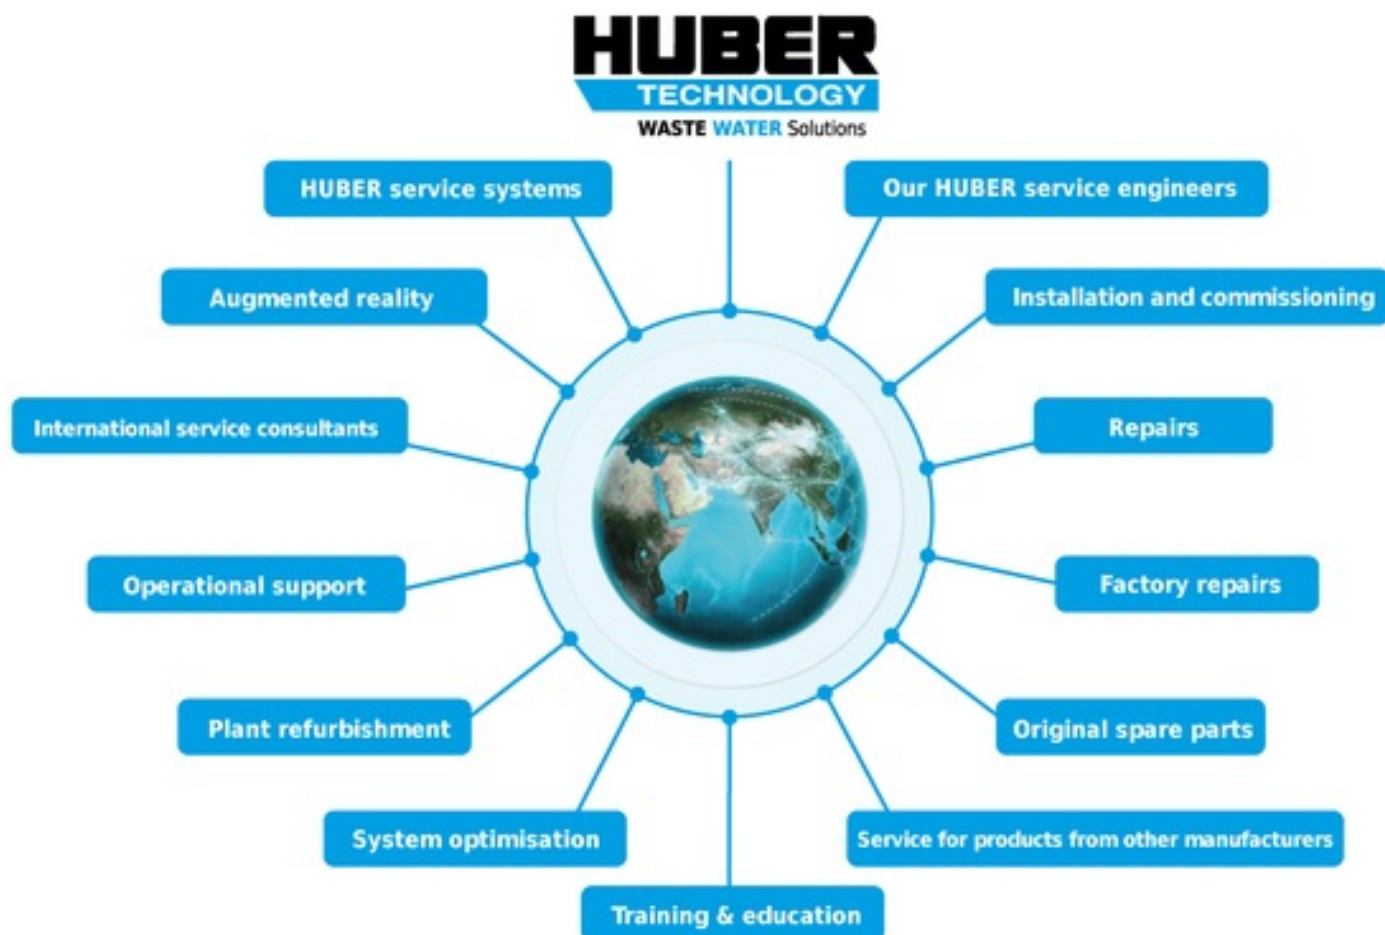 HUBER
TECHNOLOGY
WASTE WATER Solutions
HUBER service systems
Our HUBER service engineers
Augmented reality
Installation and commissioning
International service consultants
Repairs
Operational support
Factory repairs
Plant refurbishment
Original spare parts
System optimisation
Service for products from other manufacturers
Training & education